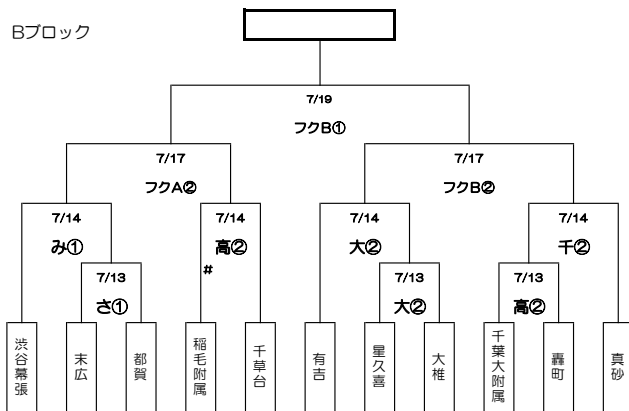 Bブロック
7/19
フクB①
7/17
7/17
フクA②
フクB②
7/14
7/14
7/14
7/14
み①
高②
大②
千②
#
7/13
7/13
7/13
さ①
大②
高②
渋谷幕張
末広
都賀
稲毛附属
千草台
有吉
星久喜
大椎
千葉大附属
轟町
真砂